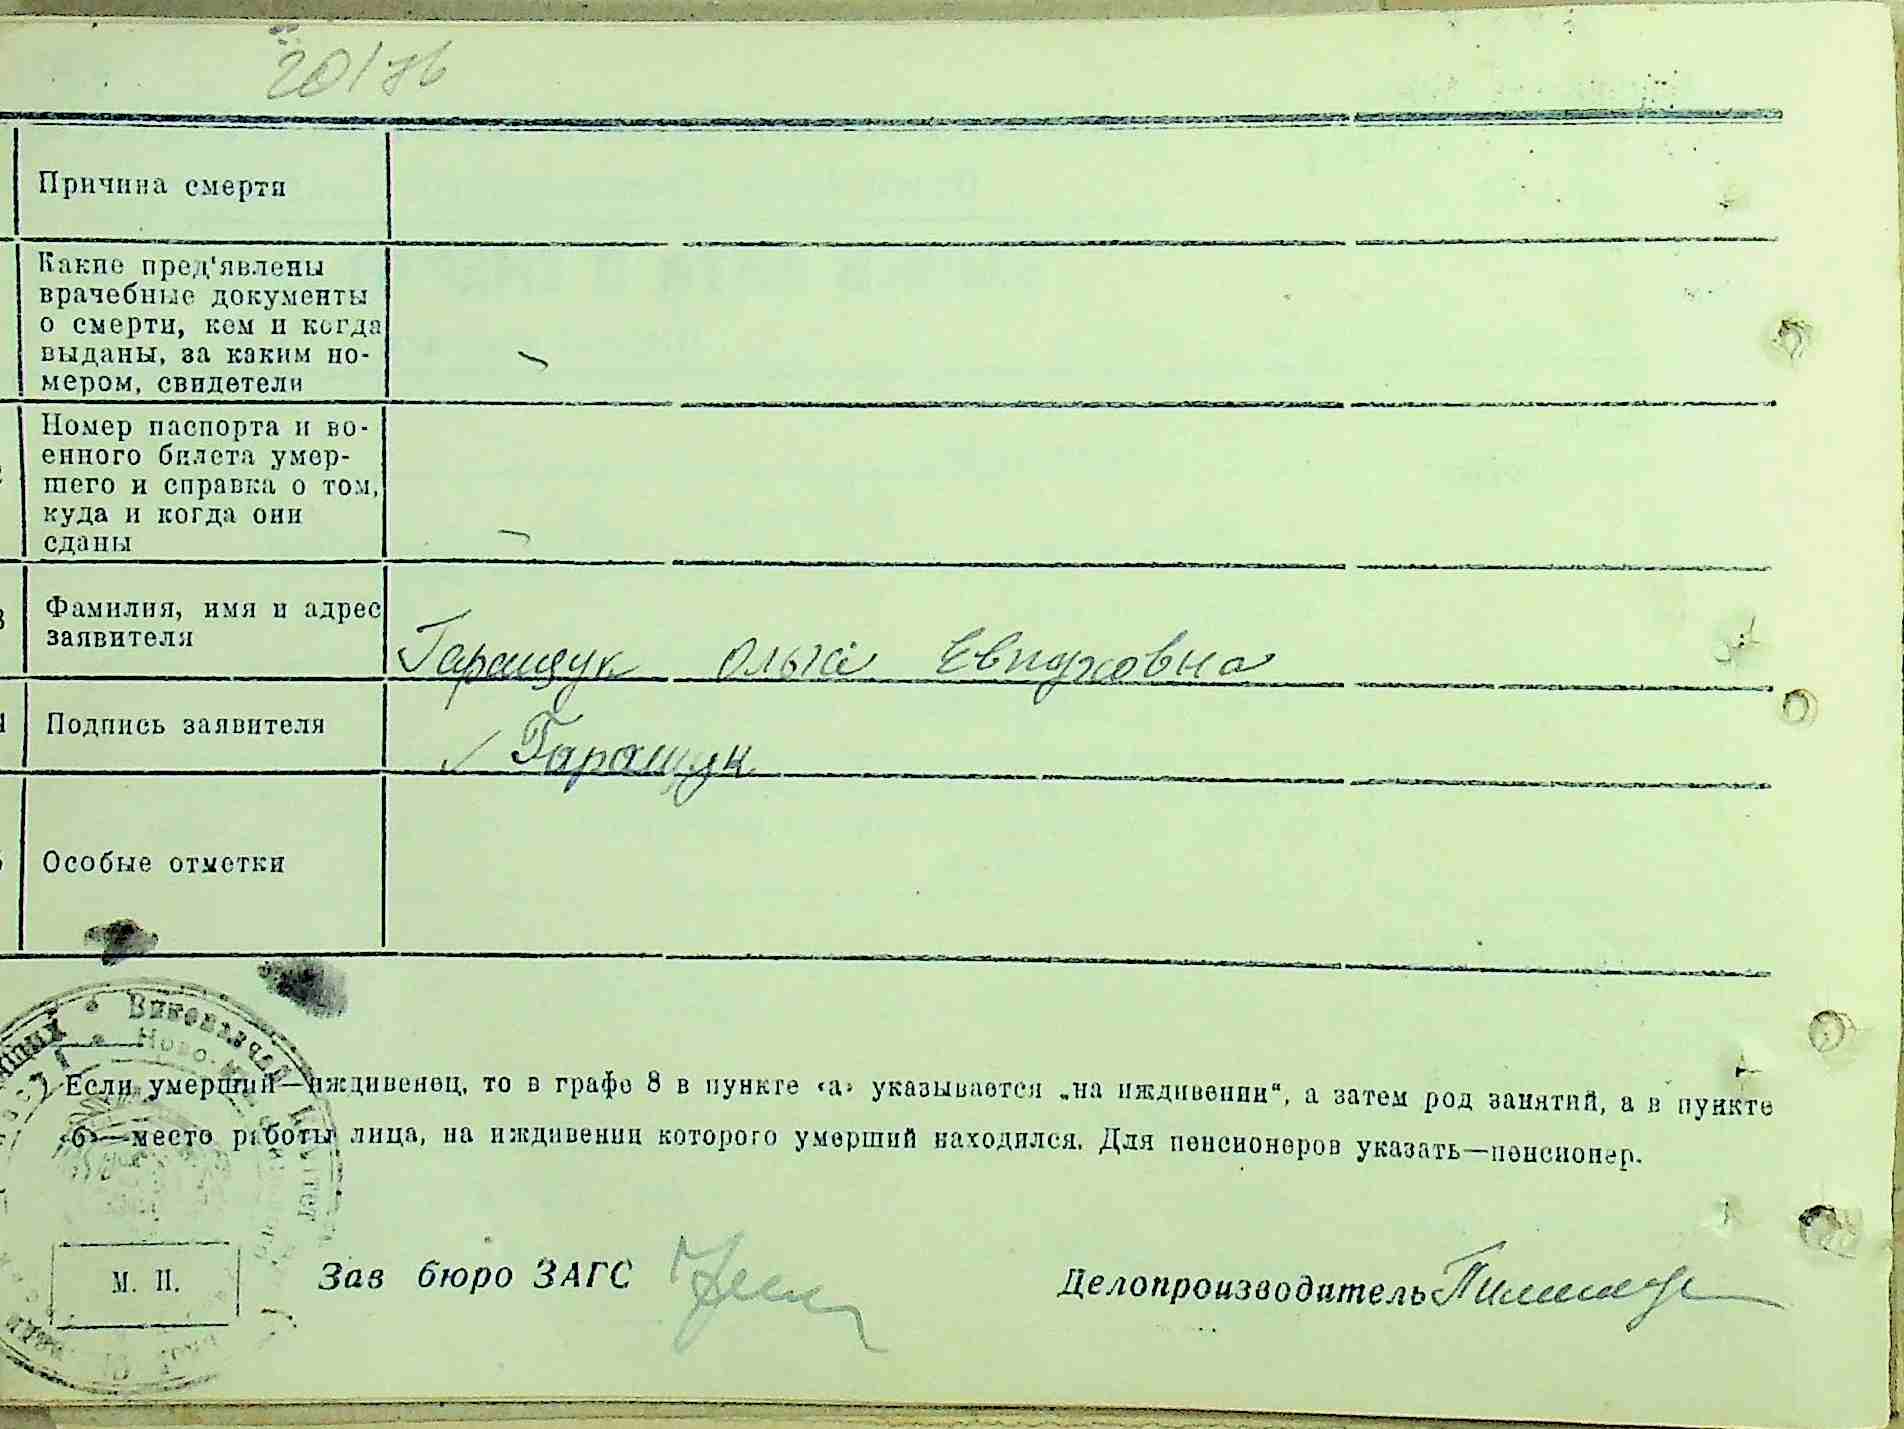 Причина смерти
Какие пред'явлены
врачебные документы
о смерти, кем и когда
выданы, за каким но-
мером, свидетели
Номер паспорта и во-
енного билета умер-
шего и справка о том,
куда и когда они
сданы
Фамилия, имя и адрес
заявителя
Гаращук Ольга
Подпись заявителя
Гаращук
Особые отметки
Виконавчий
Ново-
Если умерший—иждивенец, то в графе 8 в пункте «а» указывается „на иждивении“, а затем род занятий, а в пункте
«б»—место работы лица, на иждивении которого умерший находился. Для пенсионеров указать—пенсионер.
М. П.
Зав бюро ЗАГС
Делопроизводитель